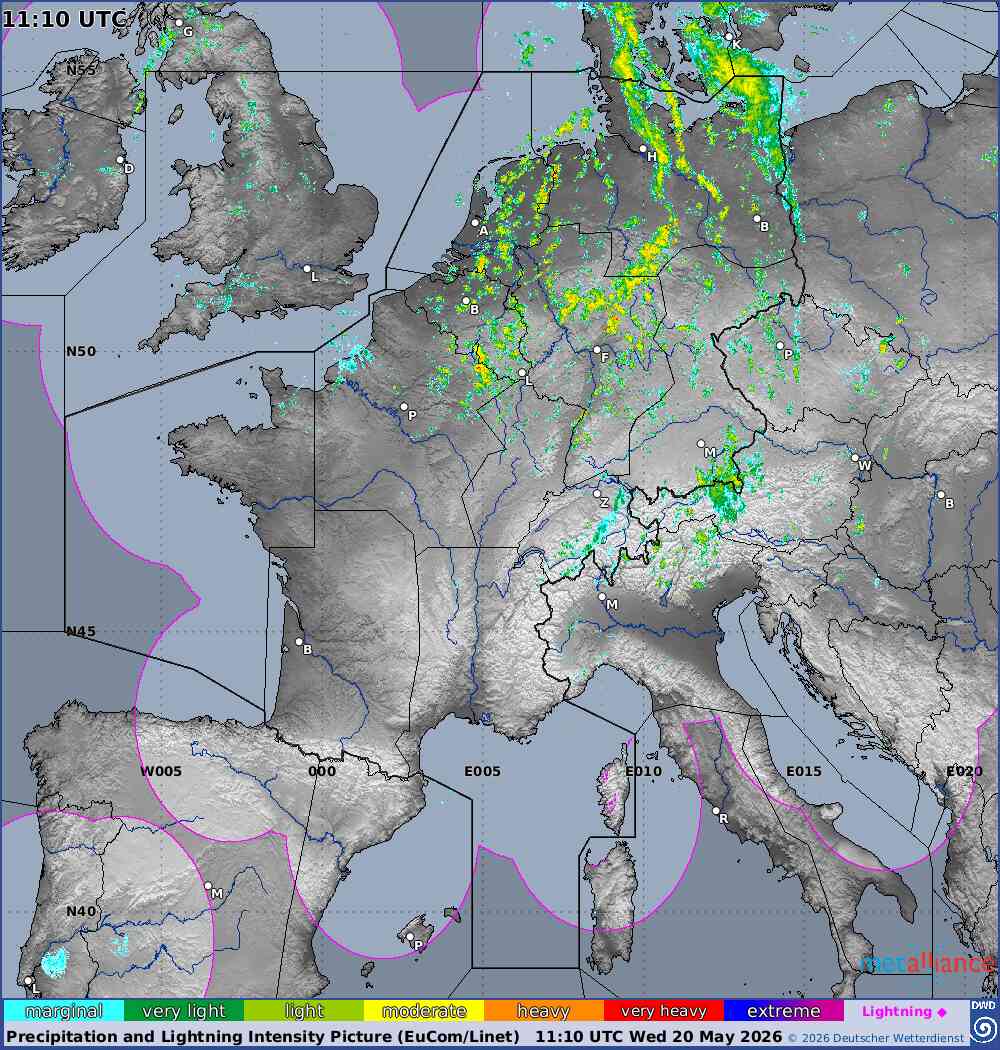 11:10 UTC
G
K
N55
H
D
A
B
L
B
N50
F
P
L
P
M
W
Z
B
M
N45
B
W005
000
E005
E010
E015
E020
R
M
N40
P
L
metalliance
marginal very light light moderate heavy very heavy extreme Lightning ◆ DWD
Precipitation and Lightning Intensity Picture (EuCom/Linet) 11:10 UTC Wed 20 May 2026 © 2026 Deutscher Wetterdienst